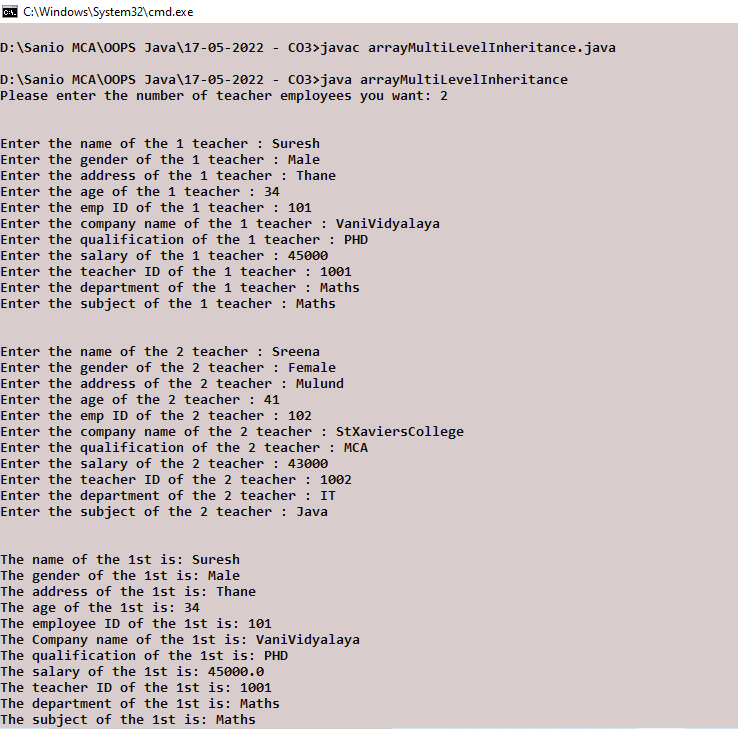 C:\Windows\System32\cmd.exe
D:\Sanio MCA\OOPS Java\17-05-2022 - CO3>javac arrayMultiLevelInheritance.java
D:\Sanio MCA\OOPS Java\17-05-2022 - CO3>java arrayMultiLevelInheritance
Please enter the number of teacher employees you want: 2
Enter the name of the 1 teacher : Suresh
Enter the gender of the 1 teacher : Male
Enter the address of the 1 teacher : Thane
Enter the age of the 1 teacher : 34
Enter the emp ID of the 1 teacher : 101
Enter the company name of the 1 teacher : VaniVidyalaya
Enter the qualification of the 1 teacher : PHD
Enter the salary of the 1 teacher : 45000
Enter the teacher ID of the 1 teacher : 1001
Enter the department of the 1 teacher : Maths
Enter the subject of the 1 teacher : Maths
Enter the name of the 2 teacher : Sreena
Enter the gender of the 2 teacher : Female
Enter the address of the 2 teacher : Mulund
Enter the age of the 2 teacher : 41
Enter the emp ID of the 2 teacher : 102
Enter the company name of the 2 teacher : StXaviersCollege
Enter the qualification of the 2 teacher : MCA
Enter the salary of the 2 teacher : 43000
Enter the teacher ID of the 2 teacher : 1002
Enter the department of the 2 teacher : IT
Enter the subject of the 2 teacher : Java
The name of the 1st is: Suresh
The gender of the 1st is: Male
The address of the 1st is: Thane
The age of the 1st is: 34
The employee ID of the 1st is: 101
The Company name of the 1st is: VaniVidyalaya
The qualification of the 1st is: PHD
The salary of the 1st is: 45000.0
The teacher ID of the 1st is: 1001
The department of the 1st is: Maths
The subject of the 1st is: Maths